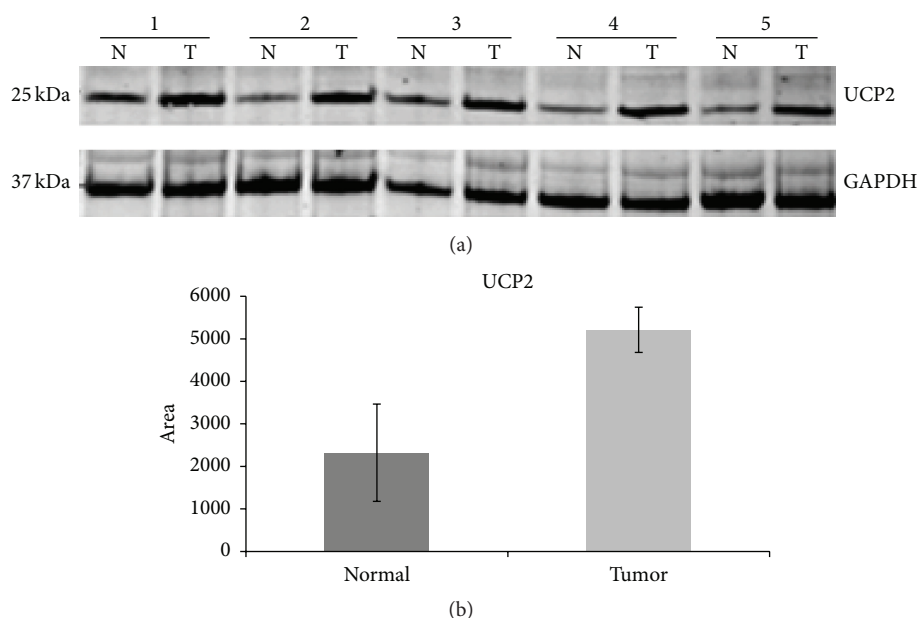 1 2 3 4 5
N T N T N T N T N T
25 kDa UCP2
37 kDa GAPDH
(a)
UCP2
6000
5000
4000
3000
2000
1000
0
Area
Normal Tumor
(b)